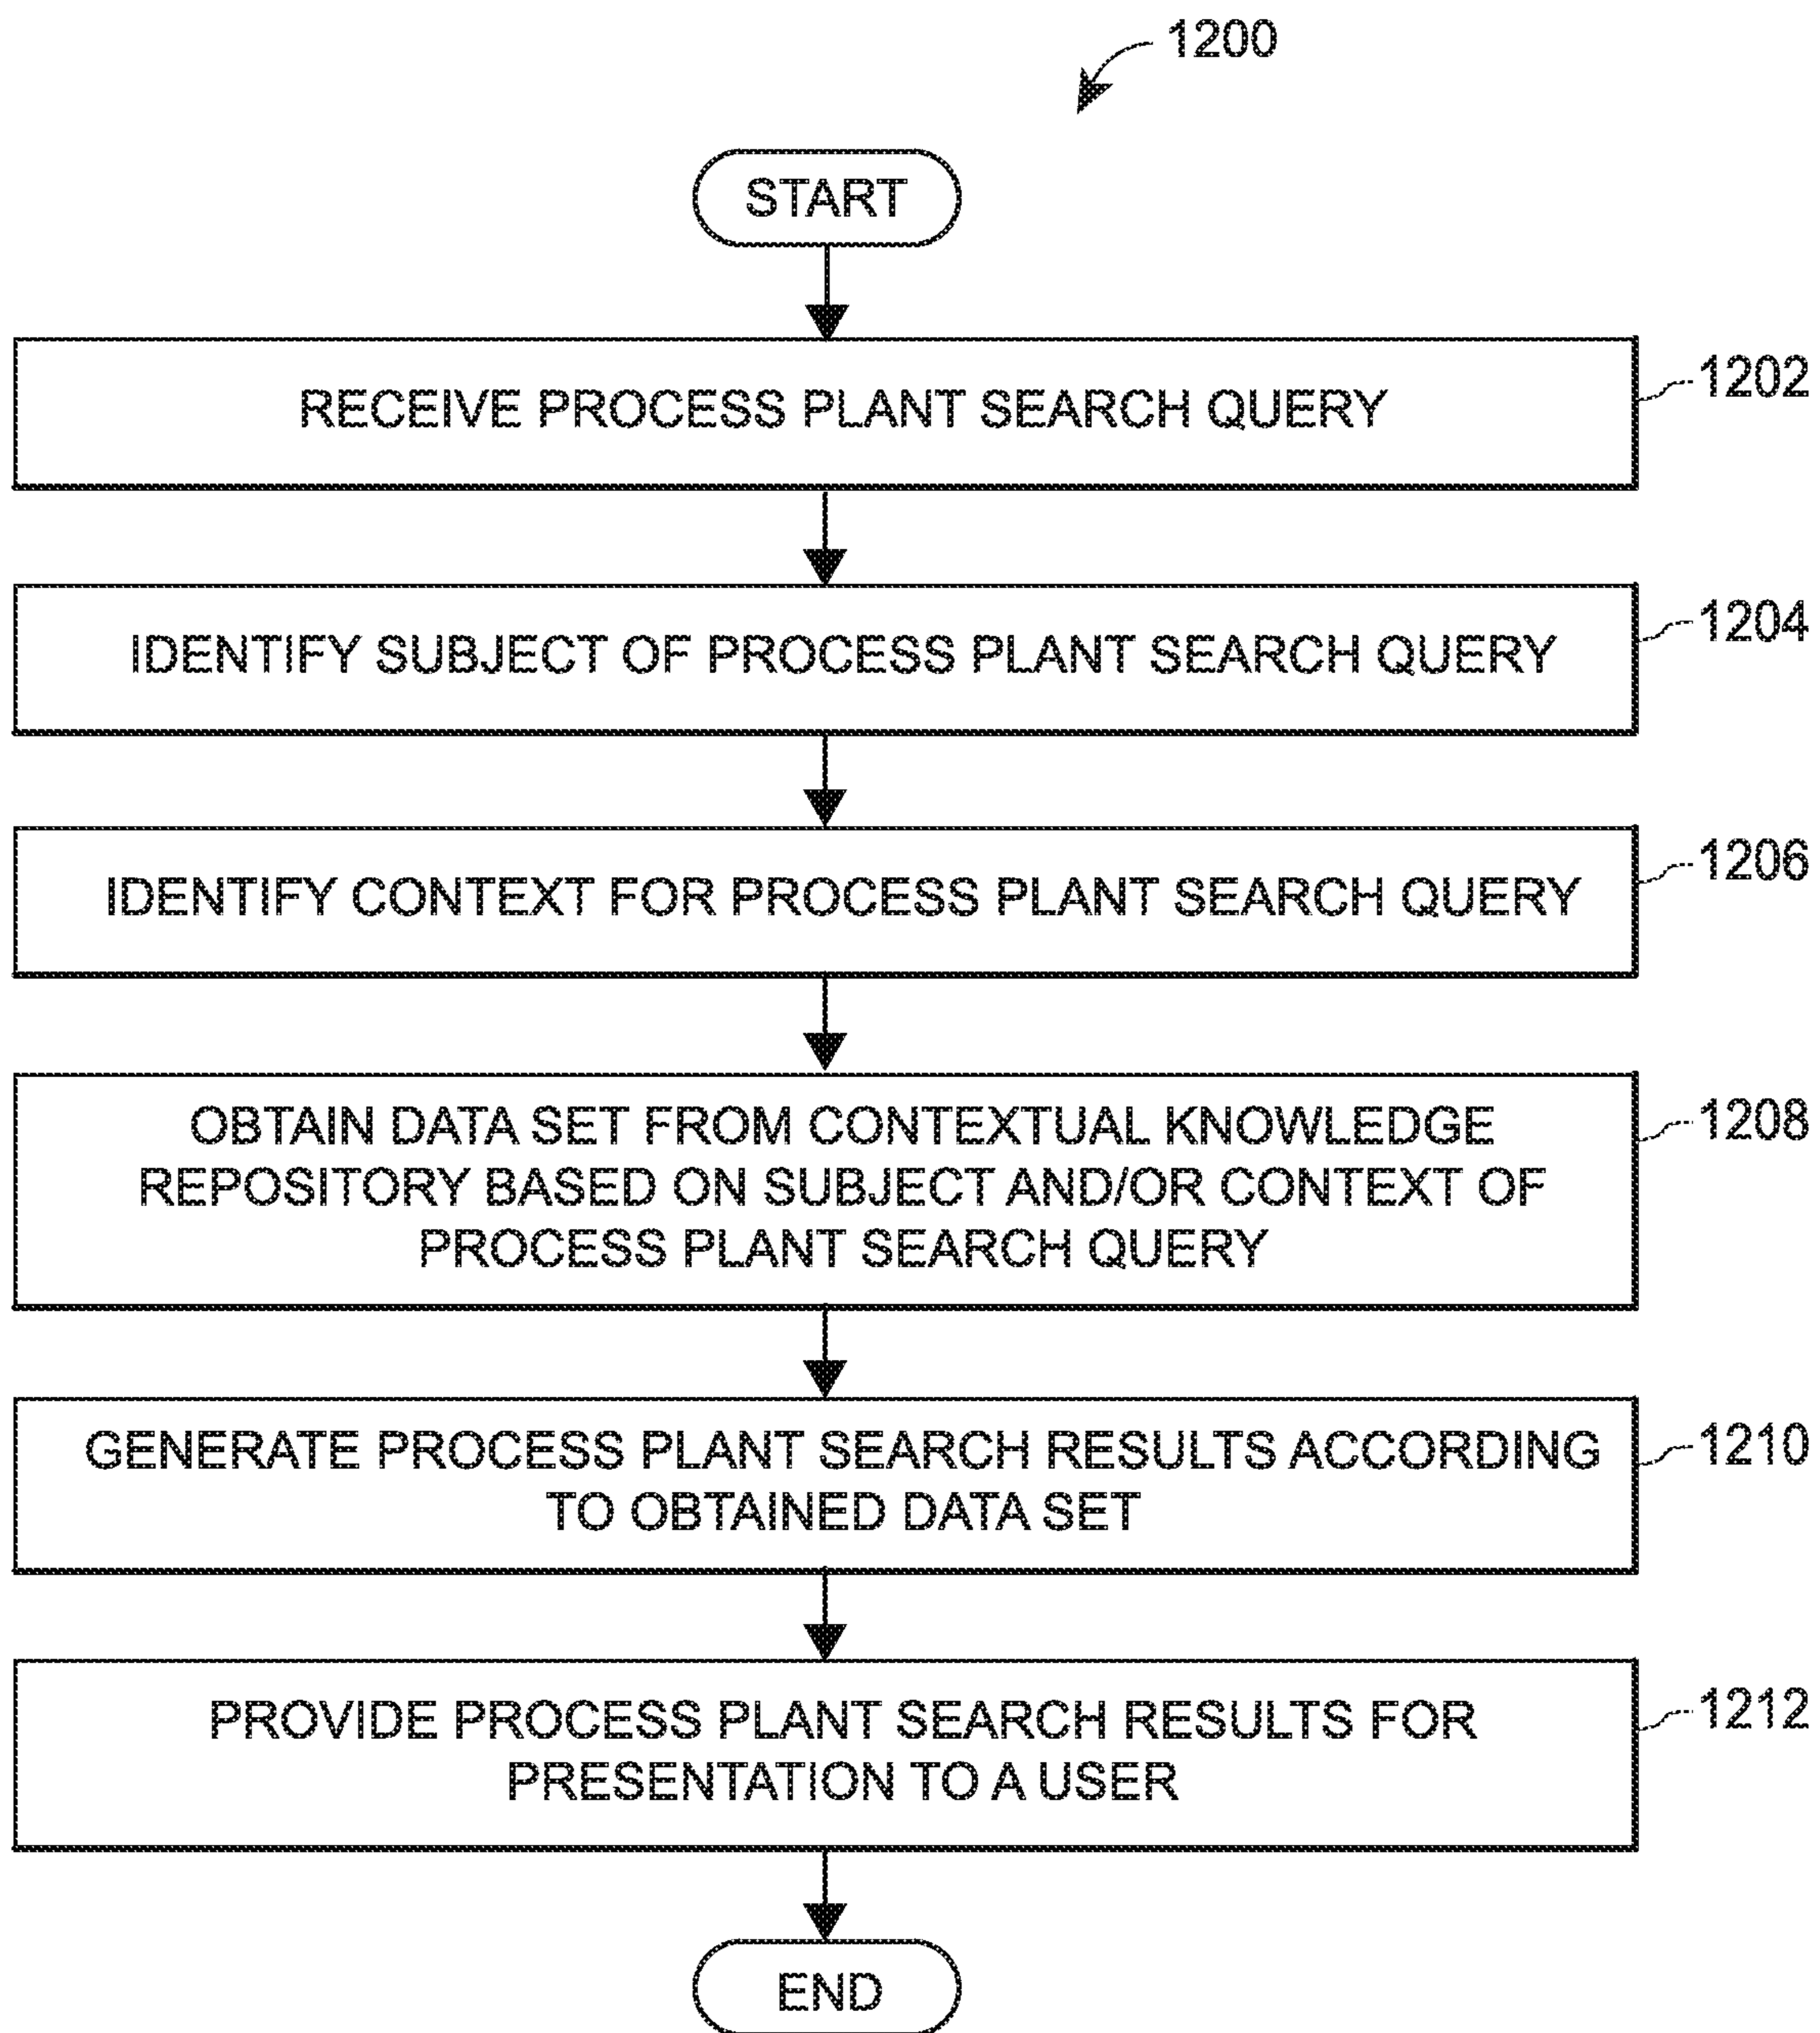 1200
START
RECEIVE PROCESS PLANT SEARCH QUERY
1202
IDENTIFY SUBJECT OF PROCESS PLANT SEARCH QUERY
1204
IDENTIFY CONTEXT FOR PROCESS PLANT SEARCH QUERY
1206
OBTAIN DATA SET FROM CONTEXTUAL KNOWLEDGE
REPOSITORY BASED ON SUBJECT AND/OR CONTEXT OF
PROCESS PLANT SEARCH QUERY
1208
GENERATE PROCESS PLANT SEARCH RESULTS ACCORDING
TO OBTAINED DATA SET
1210
PROVIDE PROCESS PLANT SEARCH RESULTS FOR
PRESENTATION TO A USER
1212
END